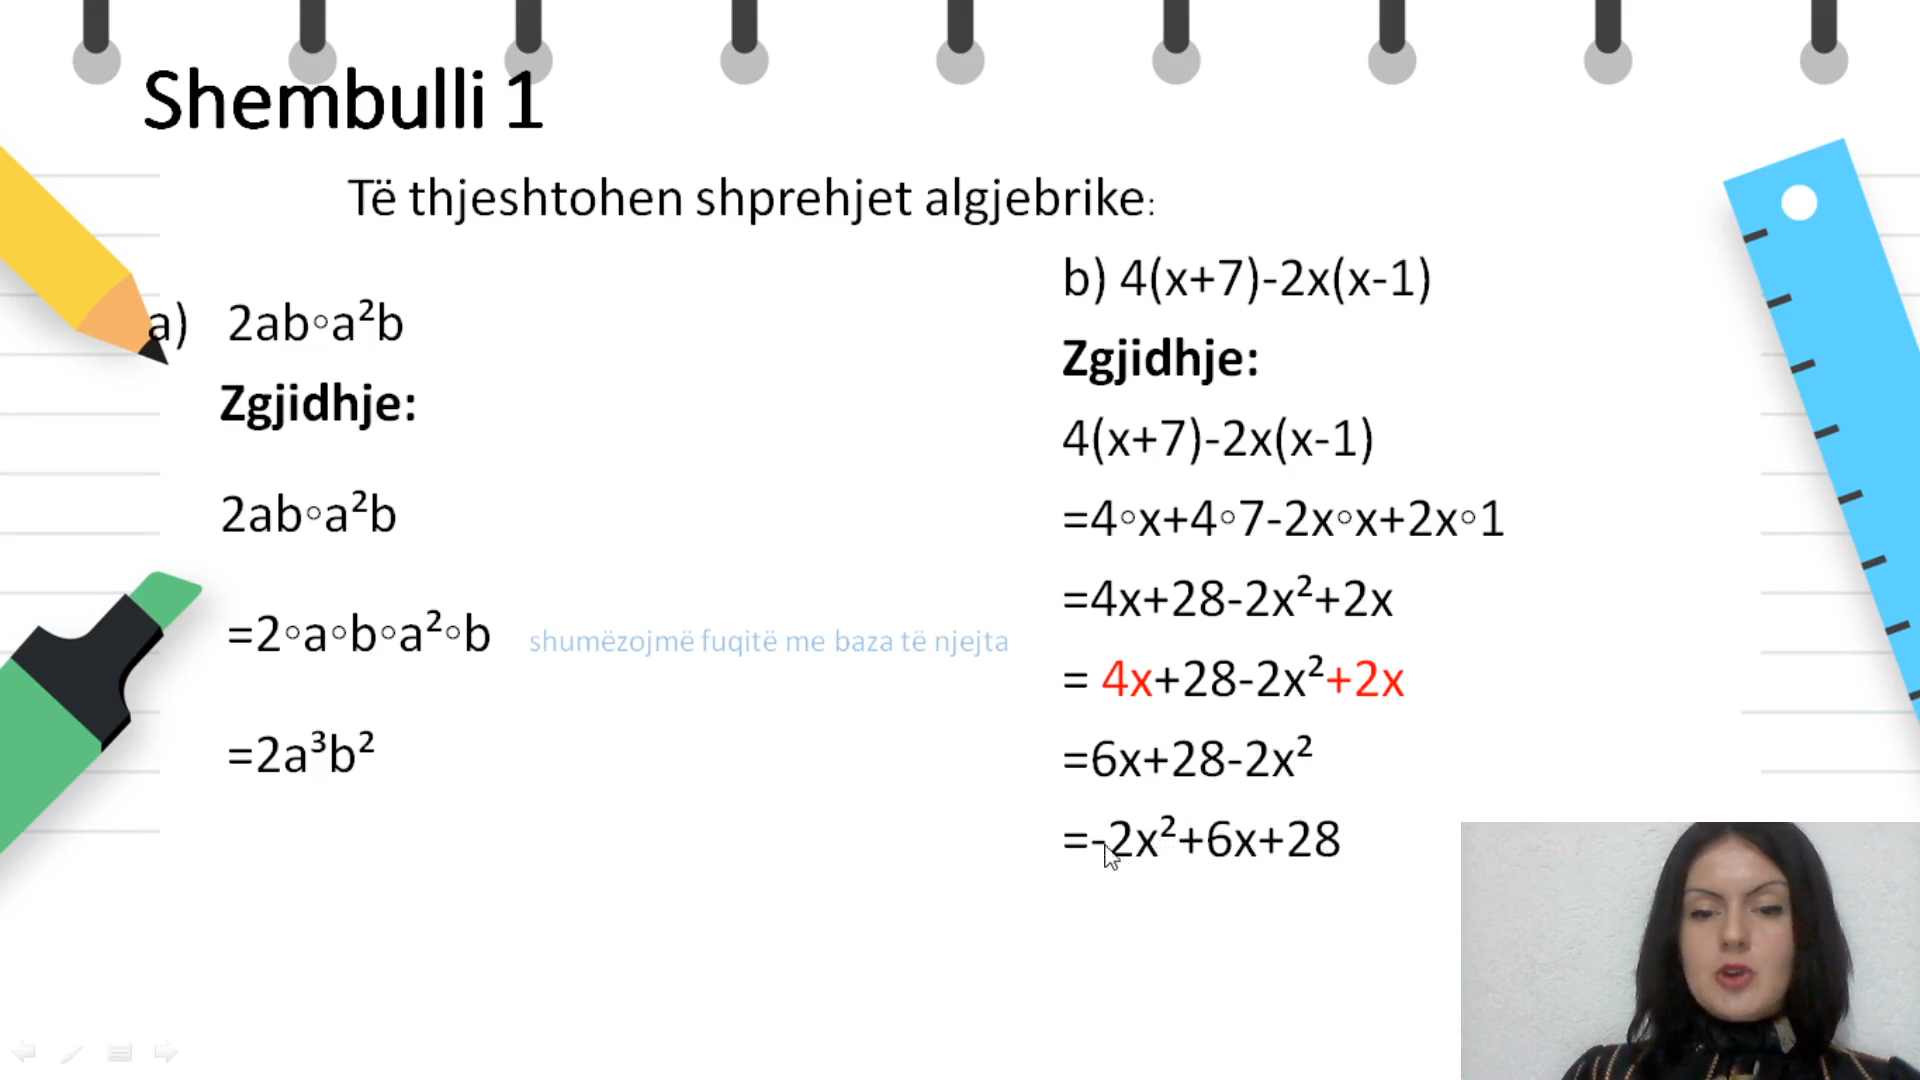 Shembulli 1
Të thjeshtohen shprehjet algjebrike:
a) 2ab∘a²b
Zgjidhje:
2ab∘a²b
=2∘a∘b∘a²∘b shumëzojmë fuqitë me baza të njejta
=2a³b²
b) 4(x+7)-2x(x-1)
Zgjidhje:
4(x+7)-2x(x-1)
=4∘x+4∘7-2x∘x+2x∘1
=4x+28-2x²+2x
= 4x+28-2x²+2x
=6x+28-2x²
=-2x²+6x+28